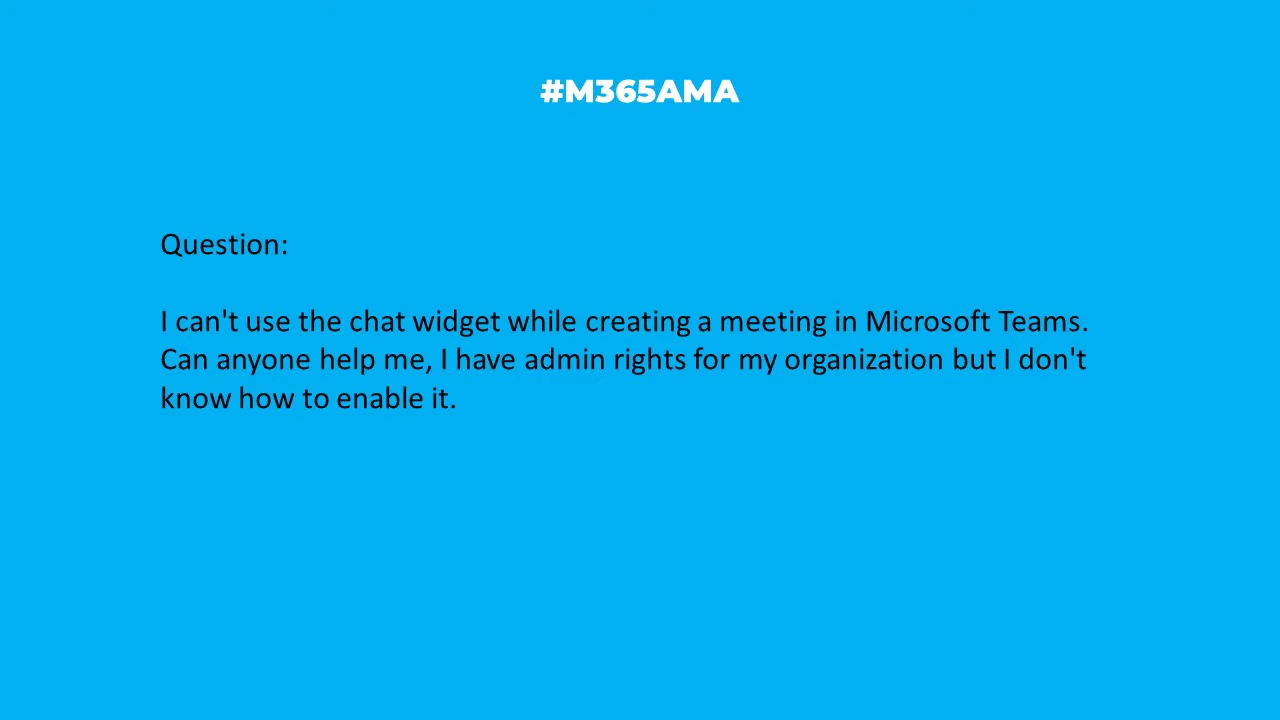 #M365AMA
Question:
I can't use the chat widget while creating a meeting in Microsoft Teams.
Can anyone help me, I have admin rights for my organization but I don't
know how to enable it.